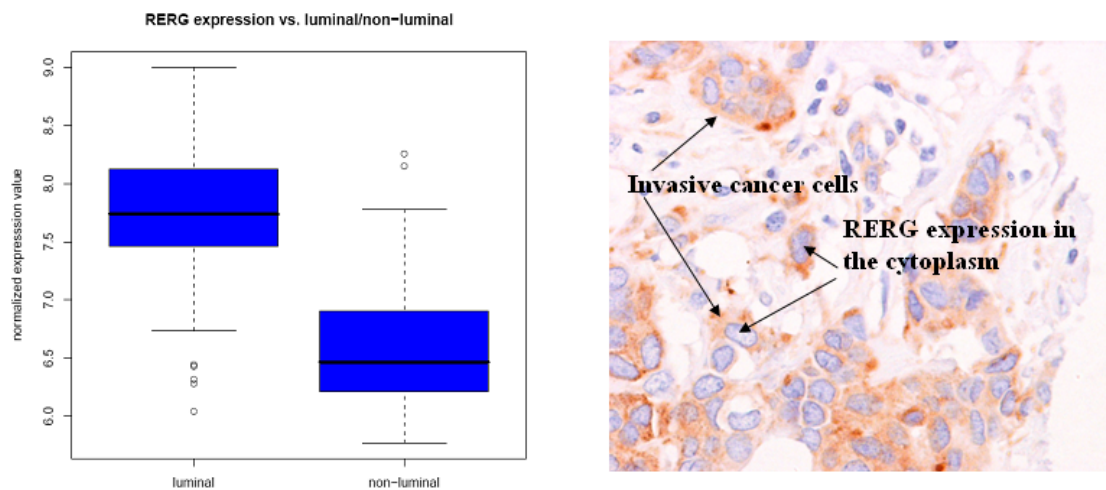 RERG expression vs. luminal/non-luminal
normalized expresssion value
9.0
8.5
8.0
7.5
7.0
6.5
6.0
luminal
non-luminal
Invasive cancer cells
RERG expression in
the cytoplasm